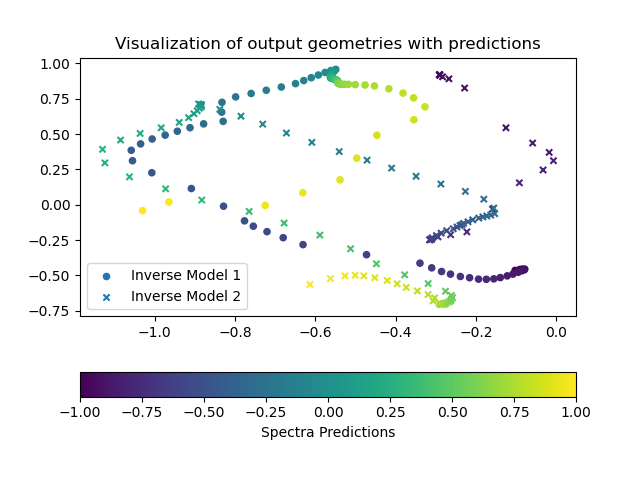 Visualization of output geometries with predictions
1.00
0.75
0.50
0.25
0.00
−0.25
−0.50
−0.75
Inverse Model 1
Inverse Model 2
−1.0 −0.8 −0.6 −0.4 −0.2 0.0
−1.00 −0.75 −0.50 −0.25 0.00 0.25 0.50 0.75 1.00
Spectra Predictions